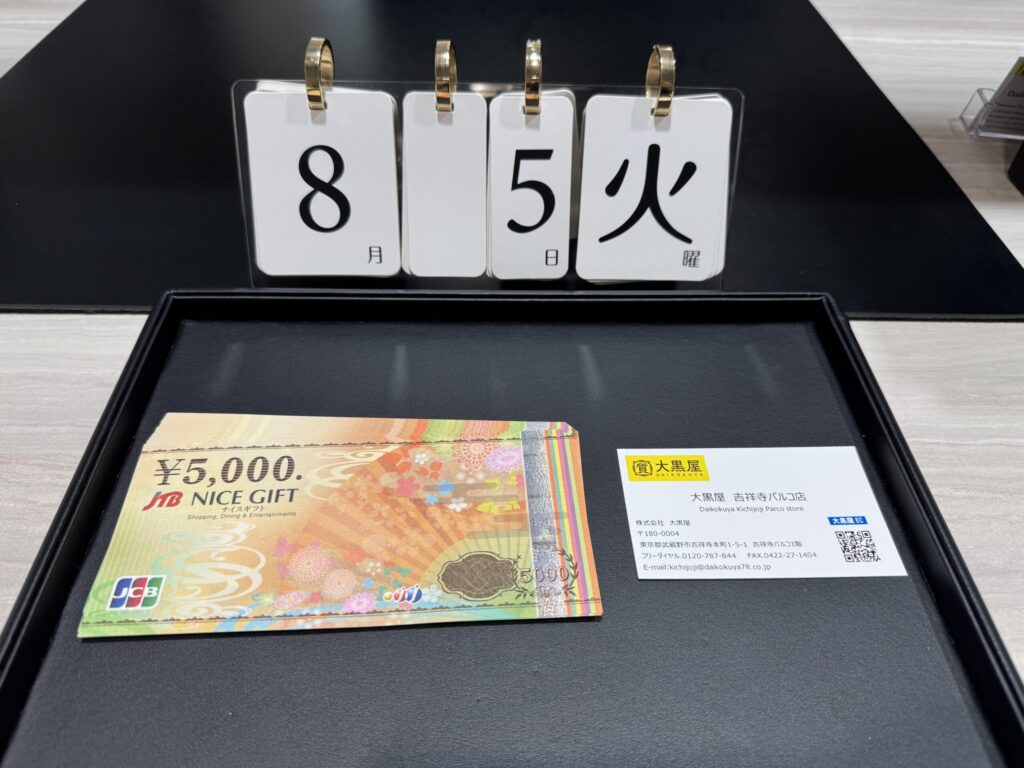 8月
5日
火曜
¥5,000.
JTB NICE GIFT
ナイスギフト
Shopping, Dining & Entertainments
JCB
5000
質 大黒屋
DAIKOKUYA
大黒屋 吉祥寺パルコ店
Daikokuya Kichijoji Parco store
株式会社 大黒屋
〒180-0004
東京都武蔵野市吉祥寺本町1-5-1 吉祥寺パルコ1階
フリーダイヤル.0120-787-844 FAX.0422-27-1404
E-mail:kichijoji@daikokuya78.co.jp
大黒屋 EC